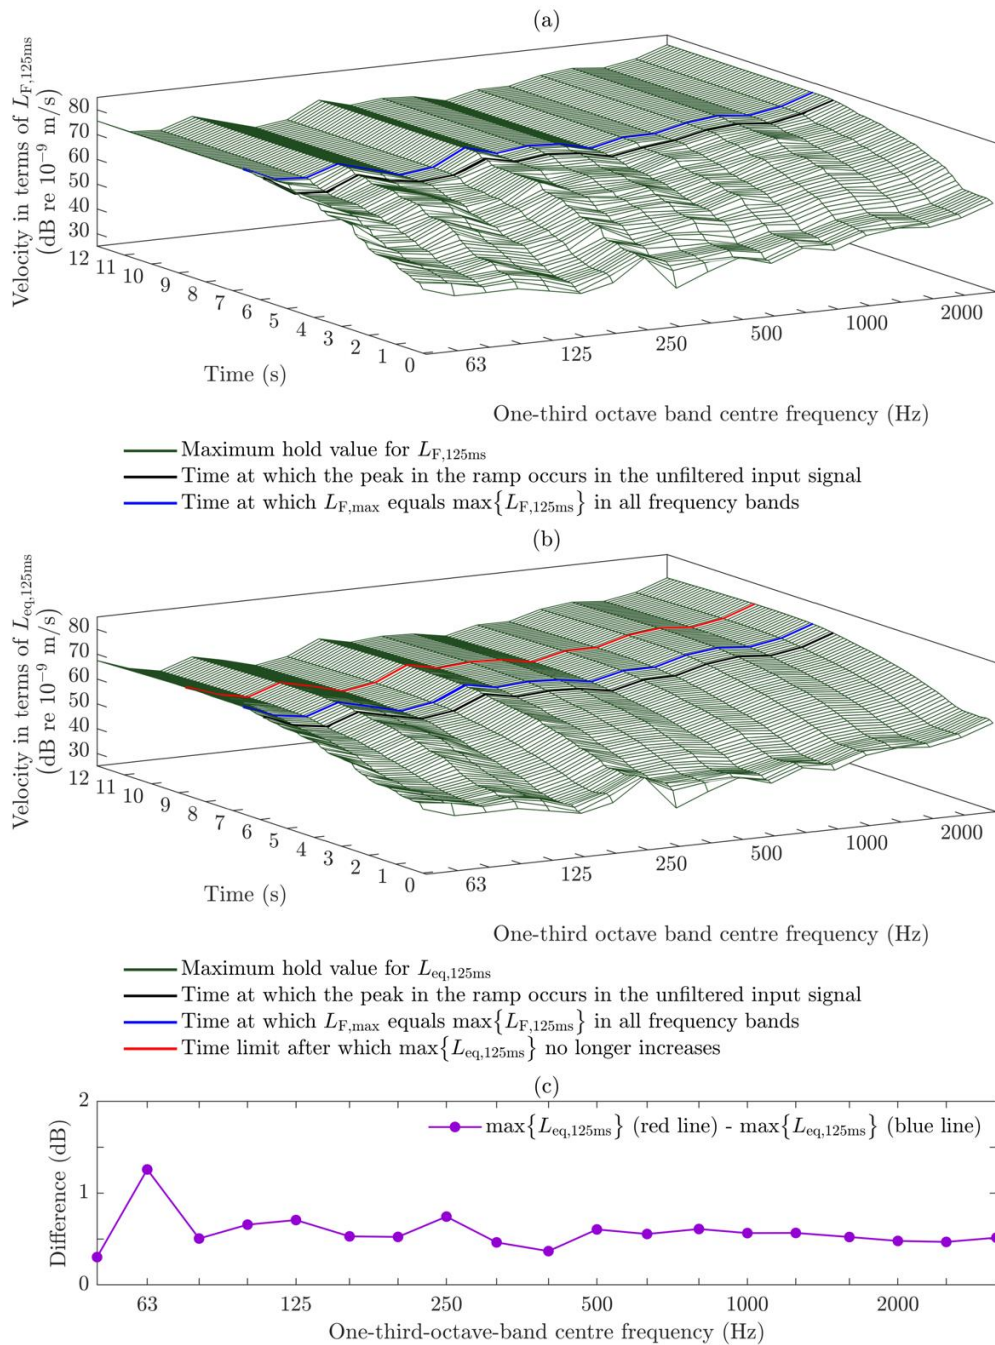 (a)
Velocity in terms of L_F,125ms
(dB re 10⁻⁹ m/s)
80
70
60
50
40
30
12
11
10
9
8
7
6
5
4
3
2
1
0
Time (s)
63
125
250
500
1000
2000
One-third octave band centre frequency (Hz)
Maximum hold value for L_F,125ms
Time at which the peak in the ramp occurs in the unfiltered input signal
Time at which L_F,max equals max{L_F,125ms} in all frequency bands
(b)
Velocity in terms of L_eq,125ms
(dB re 10⁻⁹ m/s)
80
70
60
50
40
30
12
11
10
9
8
7
6
5
4
3
2
1
0
Time (s)
63
125
250
500
1000
2000
One-third octave band centre frequency (Hz)
Maximum hold value for L_eq,125ms
Time at which the peak in the ramp occurs in the unfiltered input signal
Time at which L_F,max equals max{L_F,125ms} in all frequency bands
Time limit after which max{L_eq,125ms} no longer increases
(c)
Difference (dB)
2
1
0
max{L_eq,125ms} (red line) - max{L_eq,125ms} (blue line)
63
125
250
500
1000
2000
One-third-octave-band centre frequency (Hz)